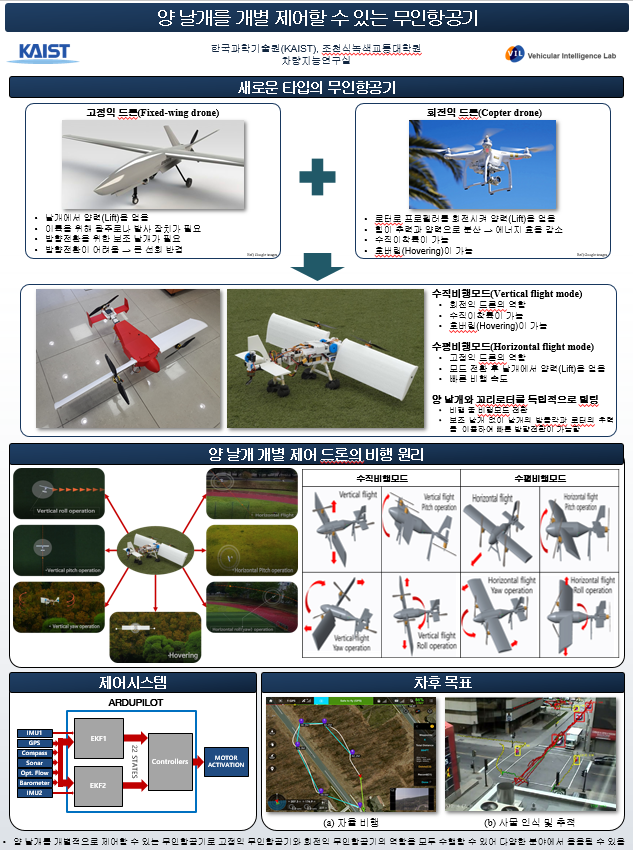 양 날개를 개별 제어할 수 있는 무인항공기
KAIST
한국과학기술원(KAIST), 조천식녹색교통대학원
차량지능연구실
VIL Vehicular Intelligence Lab
새로운 타입의 무인항공기
고정익 드론(Fixed-wing drone)
날개에서 양력(Lift)을 얻음
이륙을 위해 활주로나 발사 장치가 필요
방향전환을 위한 보조 날개가 필요
방향전환이 어려움 → 큰 선회 반경
회전익 드론(Copter drone)
로터로 프로펠러를 회전시켜 양력(Lift)을 얻음
힘이 추력과 양력으로 분산 → 에너지 효율 감소
수직이착륙이 가능
호버링(Hovering)이 가능
수직비행모드(Vertical flight mode)
회전익 드론의 역할
수직이착륙이 가능
호버링(Hovering)이 가능
수평비행모드(Horizontal flight mode)
고정익 드론의 역할
모드 전환 후 날개에서 양력(Lift)을 얻음
빠른 비행 속도
양 날개와 꼬리로터를 독립적으로 틸팅
비행 중 비행모드 전환
보조 날개 없이 날개의 받음각과 로터의 추력
을 이용하여 빠른 방향전환이 가능함
양 날개 개별 제어 드론의 비행 원리
Vertical roll operation
Horizontal Flight
Vertical pitch operation
Horizontal Pitch operation
Vertical yaw operation
Horizontal roll/yaw operation
Hovering
수직비행모드
수평비행모드
Vertical flight
Vertical flight
Pitch operation
Horizontal flight
Horizontal flight
Pitch operation
Vertical flight
Yaw operation
Vertical flight
Roll operation
Horizontal flight
Yaw operation
Horizontal flight
Roll operation
제어시스템
ARDUPILOT
IMU1
GPS
Compass
Sonar
Opt. Flow
Barometer
IMU2
EKF1
EKF2
22 STATES
Controllers
MOTOR
ACTIVATION
차후 목표
(a) 자율 비행
(b) 사물 인식 및 추적
양 날개를 개별적으로 제어할 수 있는 무인항공기로 고정익 무인항공기와 회전익 무인항공기의 역할을 모두 수행할 수 있어 다양한 분야에서 응용될 수 있음